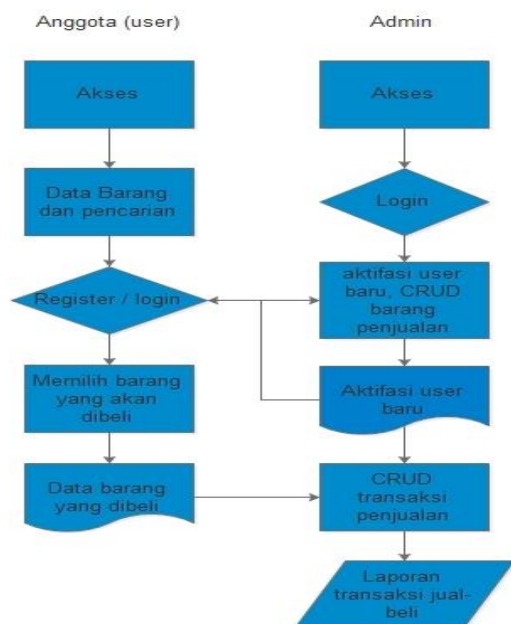 Anggota (user)
Admin
Akses
Akses
Data Barang
dan pencarian
Login
Register / login
aktifasi user
baru, CRUD
barang
penjualan
Memilih barang
yang akan
dibeli
Aktifasi user
baru
Data barang
yang dibeli
CRUD
transaksi
penjualan
Laporan
transaksi jual-
beli